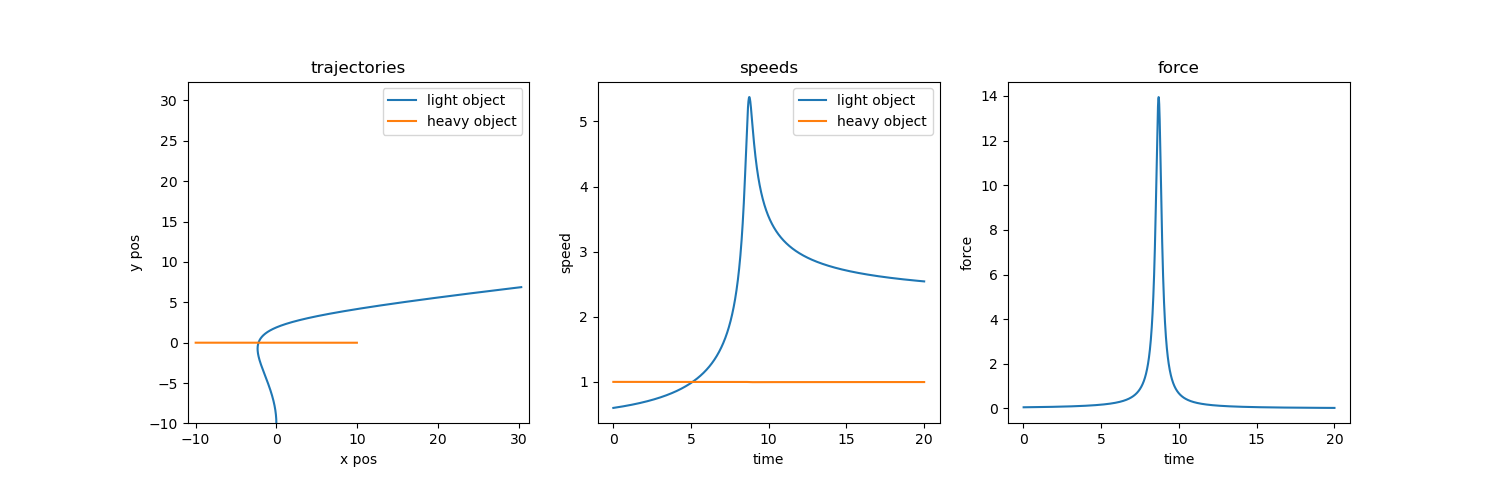 trajectories
light object
heavy object
30
25
20
15
10
5
0
−5
−10
y pos
−10 0 10 20 30
x pos
speeds
light object
heavy object
5
4
3
2
1
speed
0 5 10 15 20
time
force
14
12
10
8
6
4
2
0
force
0 5 10 15 20
time